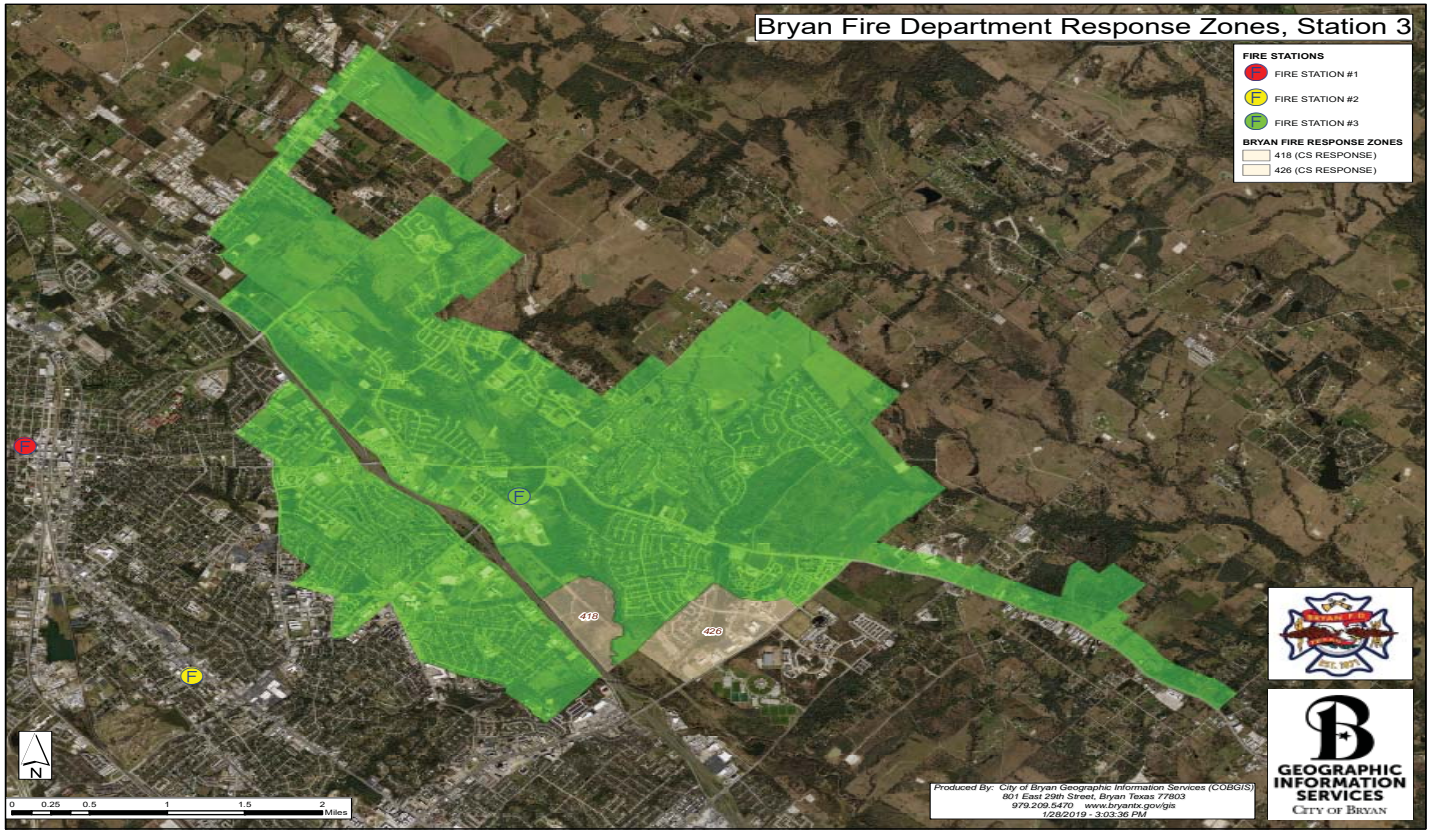 Bryan Fire Department Response Zones, Station 3
FIRE STATIONS
F FIRE STATION #1
F FIRE STATION #2
F FIRE STATION #3
BRYAN FIRE RESPONSE ZONES
418 (CS RESPONSE)
426 (CS RESPONSE)
F
F
418
426
F
BRYAN F.D.
TEXAS
EST. 1871
B
GEOGRAPHIC
INFORMATION
SERVICES
CITY OF BRYAN
N
0 0.25 0.5 1 1.5 2
Miles
Produced By: City of Bryan Geographic Information Services (COBGIS)
801 East 29th Street, Bryan Texas 77803
979.209.5470 www.bryantx.gov/gis
1/28/2019 - 3:03:36 PM